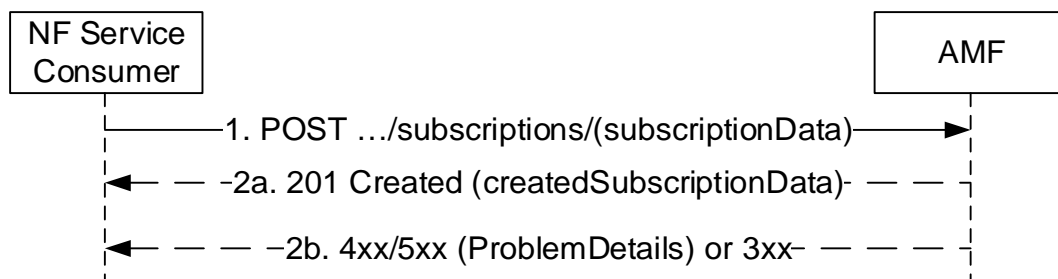 NF Service
Consumer
AMF
1. POST …/subscriptions/(subscriptionData)
2a. 201 Created (createdSubscriptionData)
2b. 4xx/5xx (ProblemDetails) or 3xx